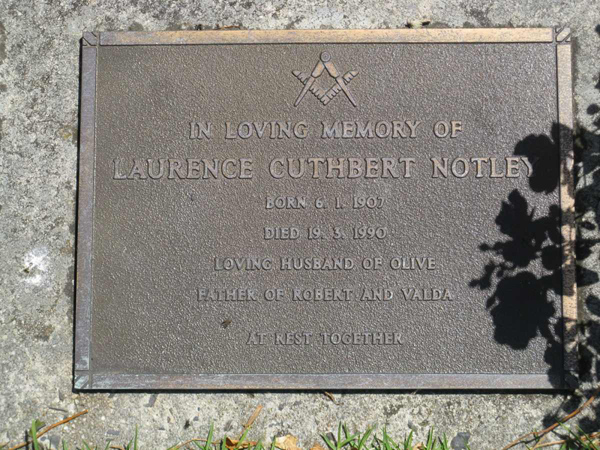 IN LOVING MEMORY OF
LAURENCE CUTHBERT NOTLEY
BORN 6. 1. 1907
DIED 19. 3. 1990
LOVING HUSBAND OF OLIVE
FATHER OF ROBERT AND VALDA
AT REST TOGETHER